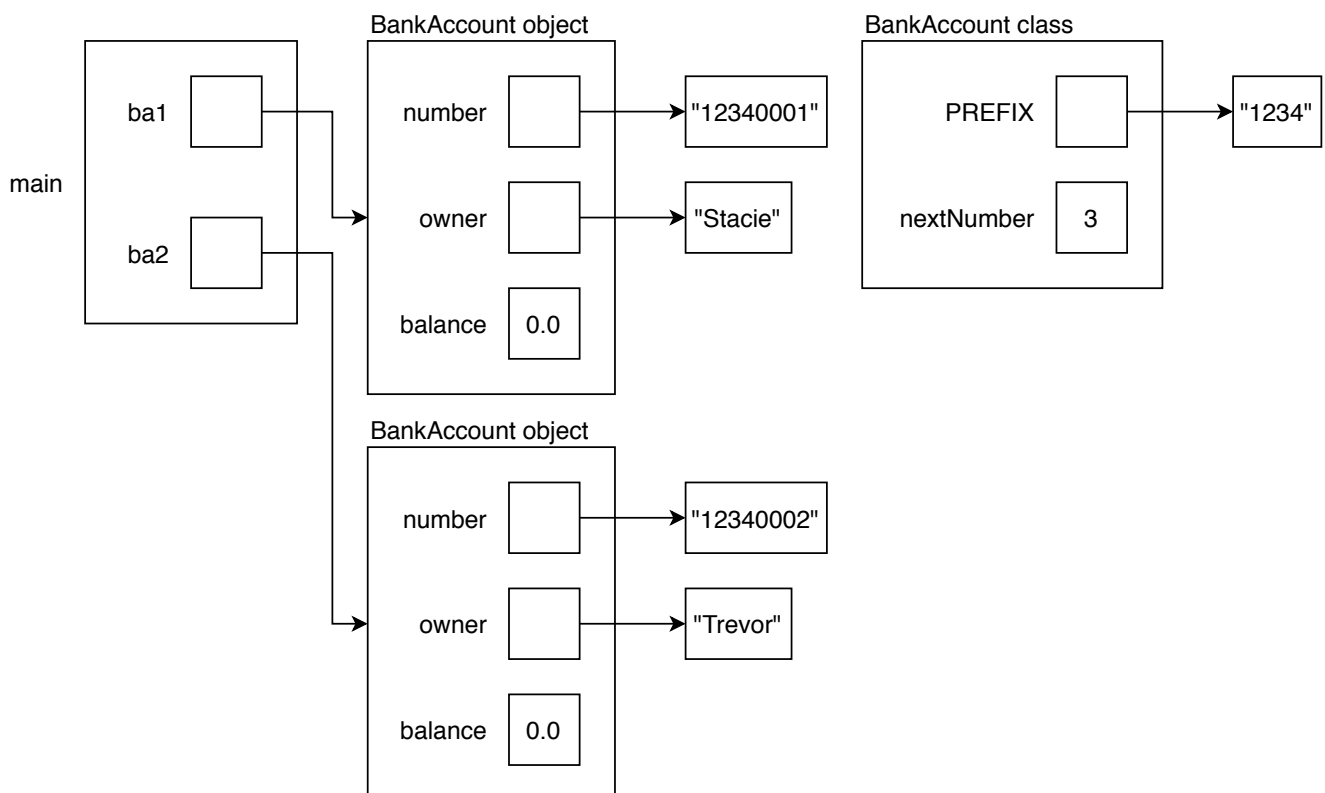 BankAccount object
BankAccount class
ba1
number
"12340001"
PREFIX
"1234"
main
owner
"Stacie"
nextNumber
3
ba2
balance
0.0
BankAccount object
number
"12340002"
owner
"Trevor"
balance
0.0